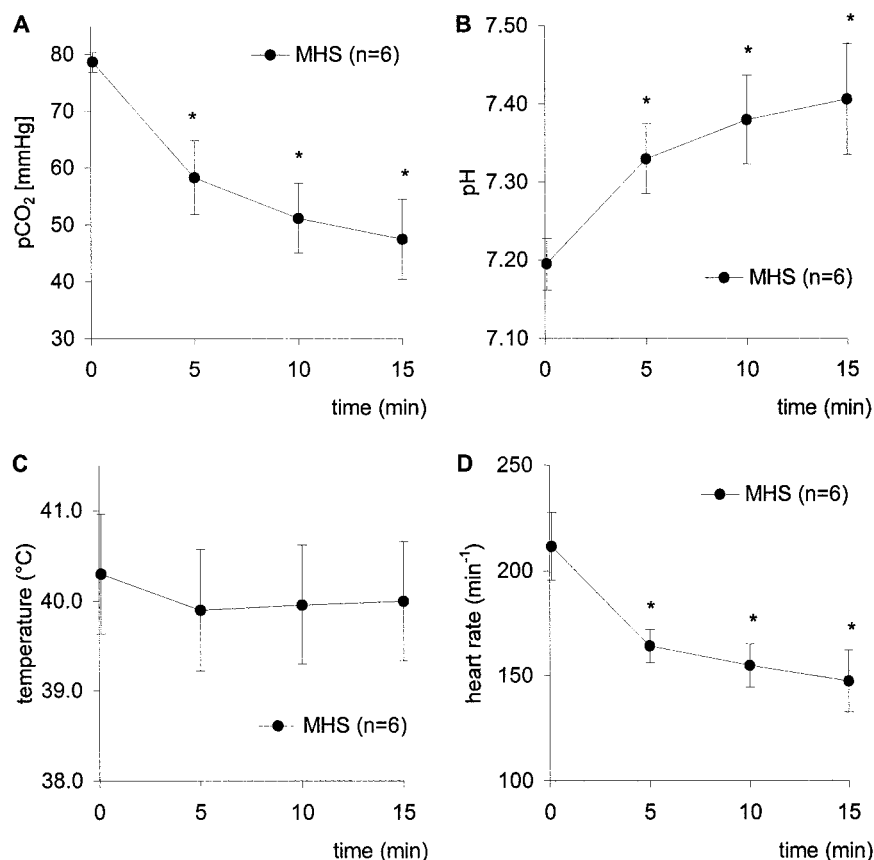 A
80
70
60
50
40
30
pCO₂ [mmHg]
MHS (n=6)
*
*
*
0 5 10 15
time (min)
B
7.50
7.40
7.30
7.20
7.10
pH
*
*
*
MHS (n=6)
0 5 10 15
time (min)
C
41.0
40.0
39.0
38.0
temperature (°C)
MHS (n=6)
0 5 10 15
time (min)
D
250
200
150
100
heart rate (min⁻¹)
MHS (n=6)
*
*
*
0 5 10 15
time (min)